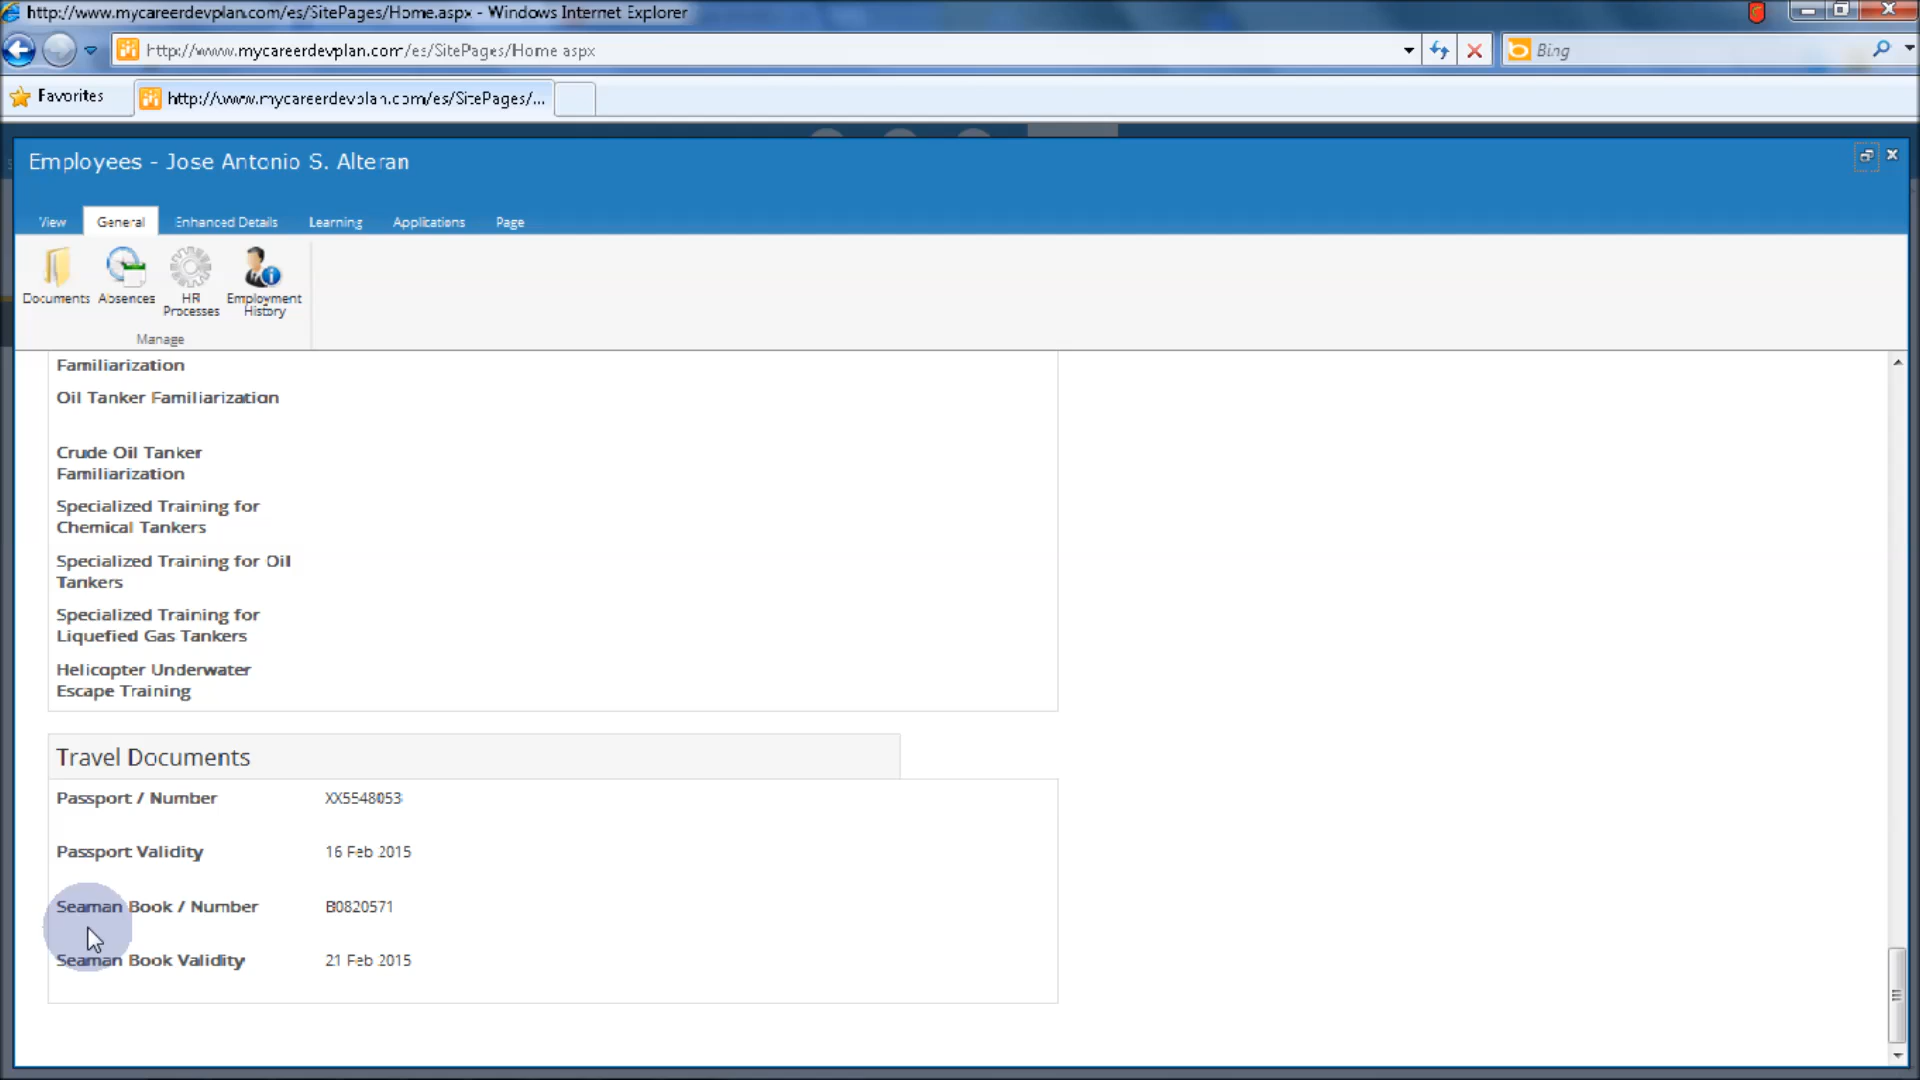 http://www.mycareerdevplan.com/es/SitePages/Home.aspx - Windows Internet Explorer
http://www.mycareerdevplan.com/es/SitePages/Home.aspx
Bing
Favorites
http://www.mycareerdevplan.com/es/SitePages/...
Employees - Jose Antonio S. Alteran
View General Enhanced Details Learning Applications Page
Documents Absences HR Processes Employment History
Manage
Familiarization
Oil Tanker Familiarization
Crude Oil Tanker
Familiarization
Specialized Training for
Chemical Tankers
Specialized Training for Oil
Tankers
Specialized Training for
Liquefied Gas Tankers
Helicopter Underwater
Escape Training
Travel Documents
Passport / Number XX5548053
Passport Validity 16 Feb 2015
Seaman Book / Number B0820571
Seaman Book Validity 21 Feb 2015